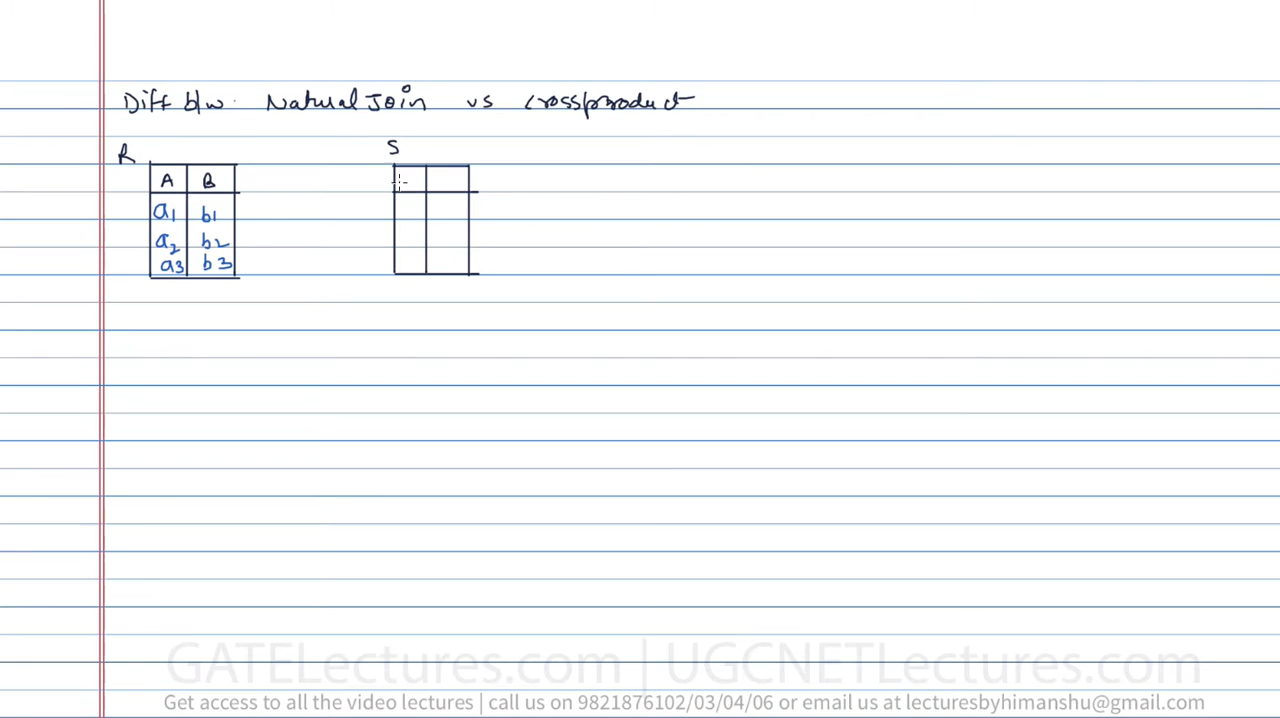 Diff b/w. Natural Join vs crossproduct
R
S
A B
a1 b1
a2 b2
a3 b3
GATELectures.com | UGCNETLectures.com
Get access to all the video lectures | call us on 9821876102/03/04/06 or email us at lecturesbyhimanshu@gmail.com